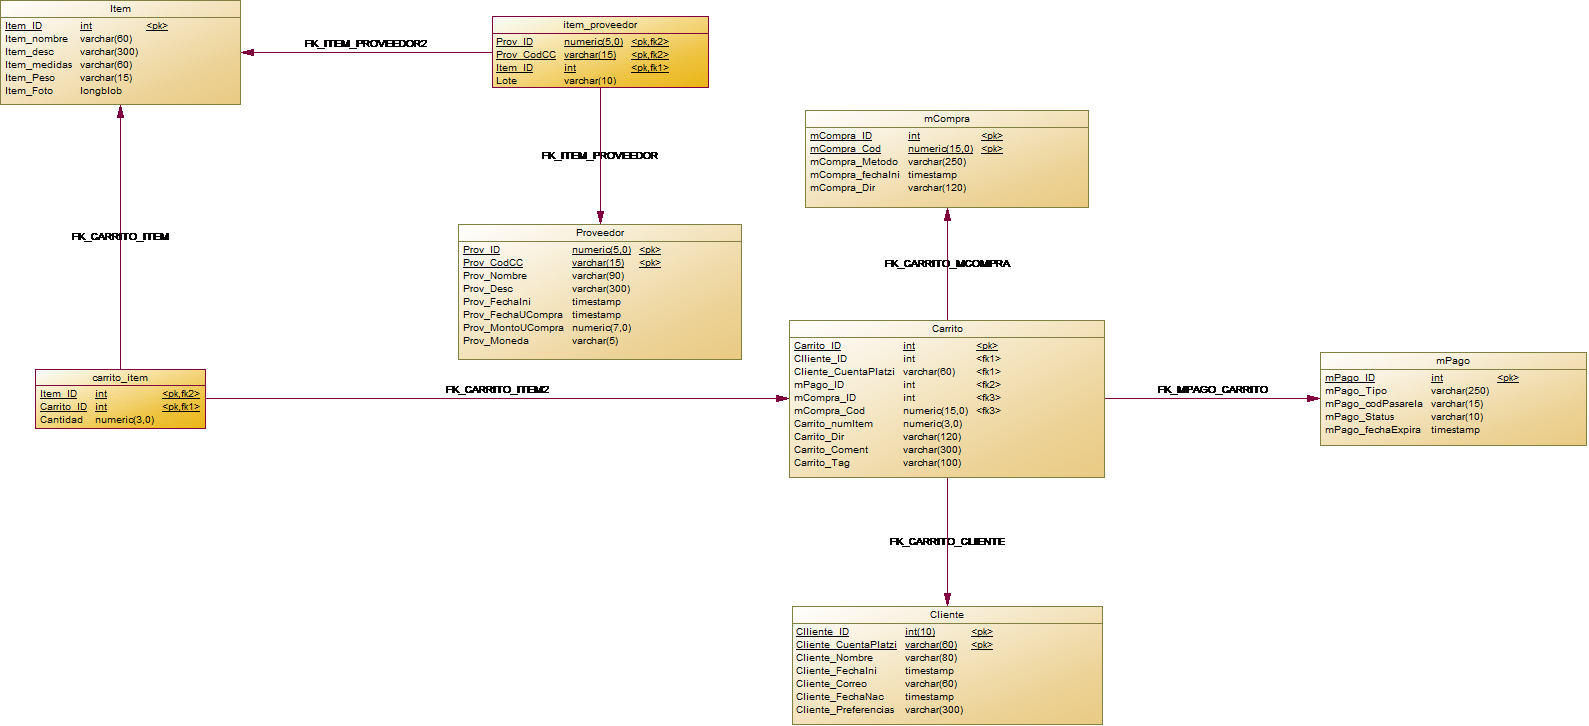 Item
Item_ID int <pk>
Item_nombre varchar(60)
Item_desc varchar(300)
Item_medidas varchar(60)
Item_Peso varchar(15)
Item_Foto longblob
FK_ITEM_PROVEEDOR2
item_proveedor
Prov_ID numeric(5,0) <pk,fk2>
Prov_CodCC varchar(15) <pk,fk2>
Item_ID int <pk,fk1>
Lote varchar(10)
FK_ITEM_PROVEEDOR
mCompra
mCompra_ID int <pk>
mCompra_Cod numeric(15,0) <pk>
mCompra_Metodo varchar(250)
mCompra_fechaIni timestamp
mCompra_Dir varchar(120)
FK_CARRITO_ITEM
Proveedor
Prov_ID numeric(5,0) <pk>
Prov_CodCC varchar(15) <pk>
Prov_Nombre varchar(90)
Prov_Desc varchar(300)
Prov_FechaIni timestamp
Prov_FechaUCompra timestamp
Prov_MontoUCompra numeric(7,0)
Prov_Moneda varchar(5)
FK_CARRITO_MCOMPRA
carrito_item
Item_ID int <pk,fk2>
Carrito_ID int <pk,fk1>
Cantidad numeric(3,0)
FK_CARRITO_ITEM2
Carrito
Carrito_ID int <pk>
Clliente_ID int <fk1>
Cliente_CuentaPlatzi varchar(60) <fk1>
mPago_ID int <fk2>
mCompra_ID int <fk3>
mCompra_Cod numeric(15,0) <fk3>
Carrito_numItem numeric(3,0)
Carrito_Dir varchar(120)
Carrito_Coment varchar(300)
Carrito_Tag varchar(100)
FK_MPAGO_CARRITO
mPago
mPago_ID int <pk>
mPago_Tipo varchar(250)
mPago_codPasarela varchar(15)
mPago_Status varchar(10)
mPago_fechaExpira timestamp
FK_CARRITO_CLIENTE
Cliente
Clliente_ID int(10) <pk>
Cliente_CuentaPlatzi varchar(60) <pk>
Cliente_Nombre varchar(80)
Cliente_FechaIni timestamp
Cliente_Correo varchar(60)
Cliente_FechaNac timestamp
Cliente_Preferencias varchar(300)